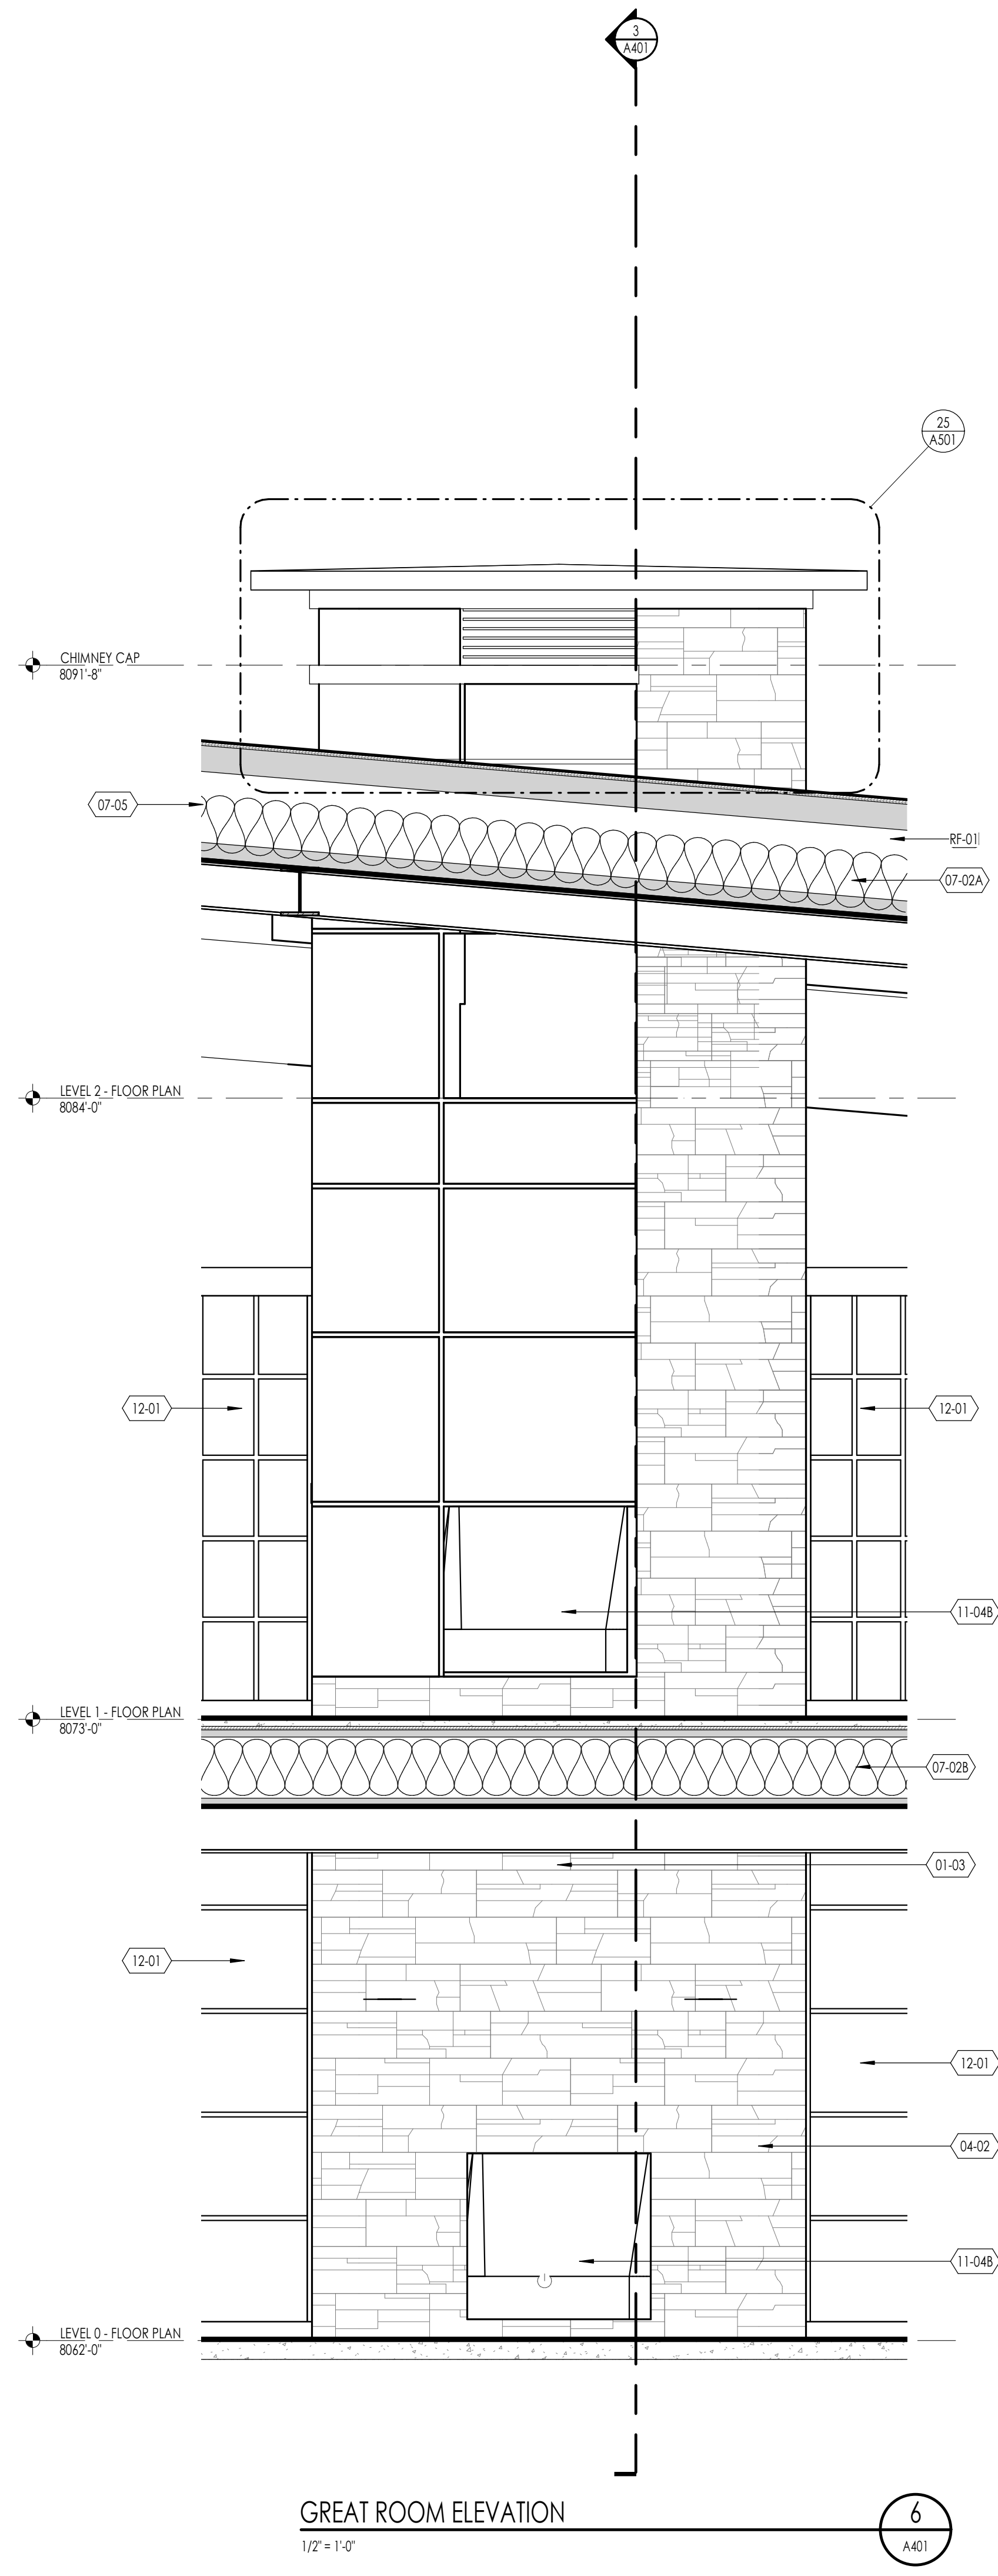 3
A401
25
A501
CHIMNEY CAP
8091'-8"
07-05
RF-01
07-02A
LEVEL 2 - FLOOR PLAN
8084'-0"
12-01
12-01
11-04B
LEVEL 1 - FLOOR PLAN
8073'-0"
07-02B
01-03
12-01
12-01
04-02
11-04B
LEVEL 0 - FLOOR PLAN
8062'-0"
GREAT ROOM ELEVATION
1/2" = 1'-0"
6
A401